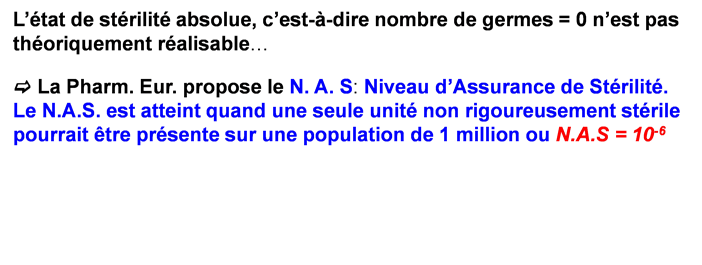 L’état de stérilité absolue, c’est-à-dire nombre de germes = 0 n’est pas
théoriquement réalisable…
⇨ La Pharm. Eur. propose le N. A. S: Niveau d’Assurance de Stérilité.
Le N.A.S. est atteint quand une seule unité non rigoureusement stérile
pourrait être présente sur une population de 1 million ou N.A.S = 10⁻⁶